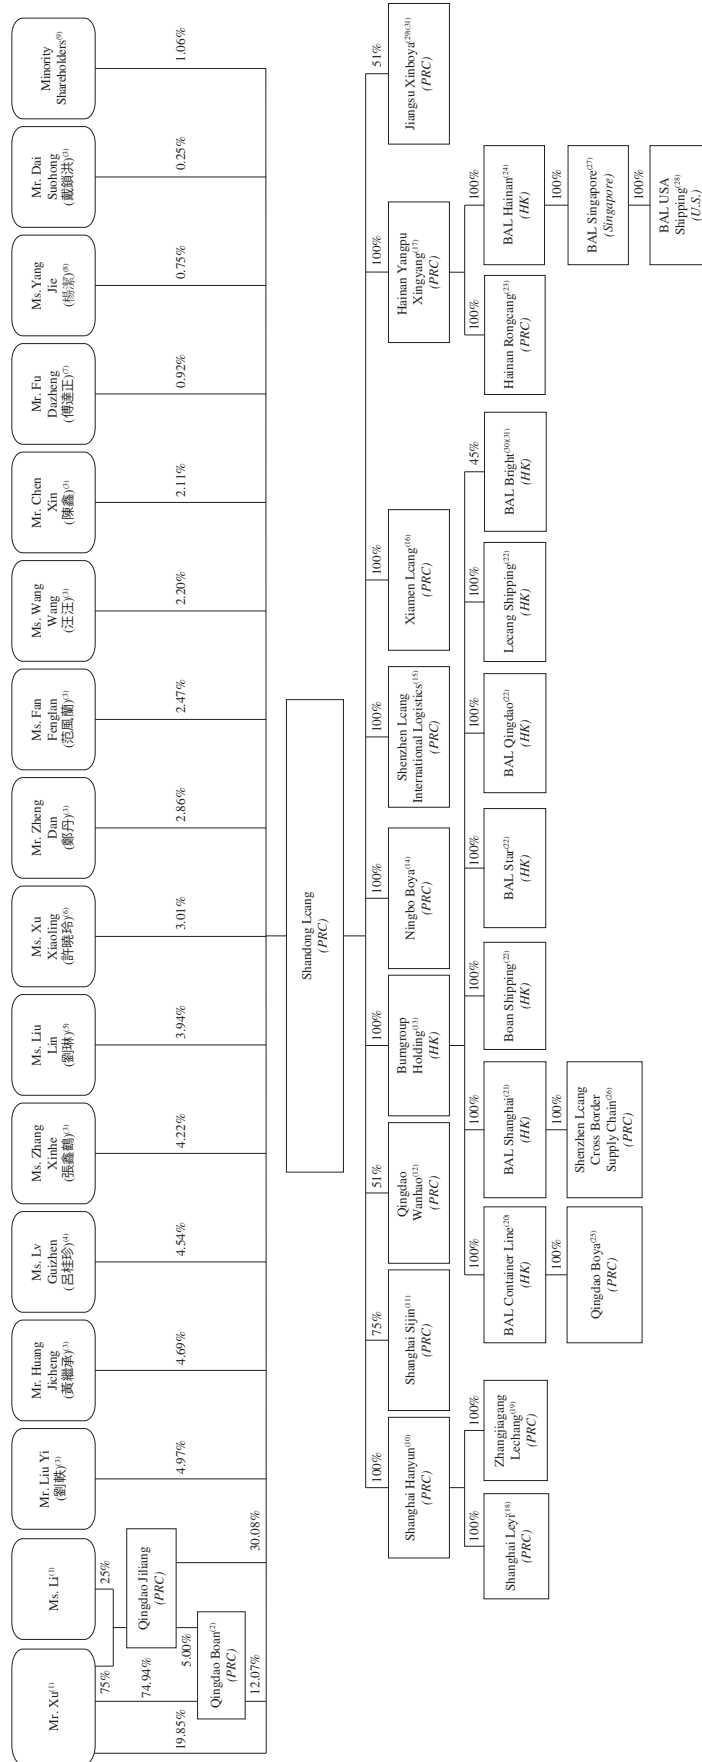 Mr. Xu(1)
Ms. Li(1)
Mr. Liu Yi
(劉軼)(3)
Mr. Huang
Jicheng
(黃繼承)(3)
Ms. Lv
Guizhen
(呂桂珍)(4)
Ms. Zhang
Xinhe
(張鑫鶴)(3)
Ms. Liu
Lin
(劉琳)(5)
Ms. Xu
Xiaoling
(許曉玲)(6)
Mr. Zheng
Dan
(鄭丹)(3)
Ms. Fan
Fenglan
(范風蘭)(3)
Ms. Wang
Wang
(汪汪)(3)
Mr. Chen
Xin
(陳鑫)(3)
Mr. Fu
Dazheng
(傅達正)(7)
Ms. Yang
Jie
(楊潔)(8)
Mr. Dai
Suohong
(戴鎖洪)(3)
Minority
Shareholders(9)
75%
25%
Qingdao Jiliang
(PRC)
74.94%
5.00%
Qingdao Boan(2)
(PRC)
19.85%
12.07%
30.08%
4.97%
4.69%
4.54%
4.22%
3.94%
3.01%
2.86%
2.47%
2.20%
2.11%
0.92%
0.75%
0.25%
1.06%
Shandong Lcang
(PRC)
100%
75%
51%
100%
100%
100%
100%
100%
51%
Shanghai Hanyun(10)
(PRC)
Shanghai Sijin(11)
(PRC)
Qingdao
Wanhao(12)
(PRC)
Burngroup
Holding(13)
(HK)
Ningbo Boya(14)
(PRC)
Shenzhen Lcang
International Logistics(15)
(PRC)
Xiamen Lcang(16)
(PRC)
Hainan Yangpu
Xingyang(17)
(PRC)
Jiangsu Xinboya(29)(31)
(PRC)
100%
100%
100%
100%
100%
100%
100%
100%
45%
100%
100%
Shanghai Leyi(18)
(PRC)
Zhangjiagang
Lechang(19)
(PRC)
BAL Container Line(20)
(HK)
BAL Shanghai(21)
(HK)
Boan Shipping(22)
(HK)
BAL Star(22)
(HK)
BAL Qingdao(22)
(HK)
Lecang Shipping(22)
(HK)
BAL Bright(30)(31)
(HK)
Hainan Rongcang(23)
(PRC)
BAL Hainan(24)
(HK)
100%
100%
100%
Qingdao Boya(25)
(PRC)
Shenzhen Lcang
Cross Border
Supply Chain(26)
(PRC)
BAL Singapore(27)
(Singapore)
100%
BAL USA
Shipping(28)
(U.S.)